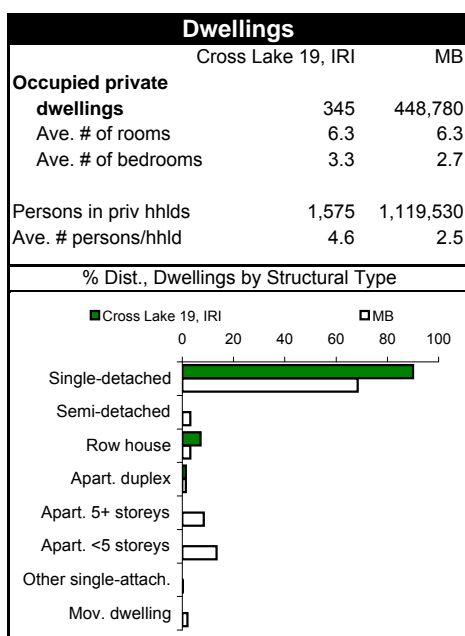 Dwellings
Cross Lake 19, IRI MB
Occupied private
dwellings 345 448,780
Ave. # of rooms 6.3 6.3
Ave. # of bedrooms 3.3 2.7
Persons in priv hhlds 1,575 1,119,530
Ave. # persons/hhld 4.6 2.5
% Dist., Dwellings by Structural Type
Cross Lake 19, IRI MB
0 20 40 60 80 100
Single-detached
Semi-detached
Row house
Apart. duplex
Apart. 5+ storeys
Apart. <5 storeys
Other single-attach.
Mov. dwelling